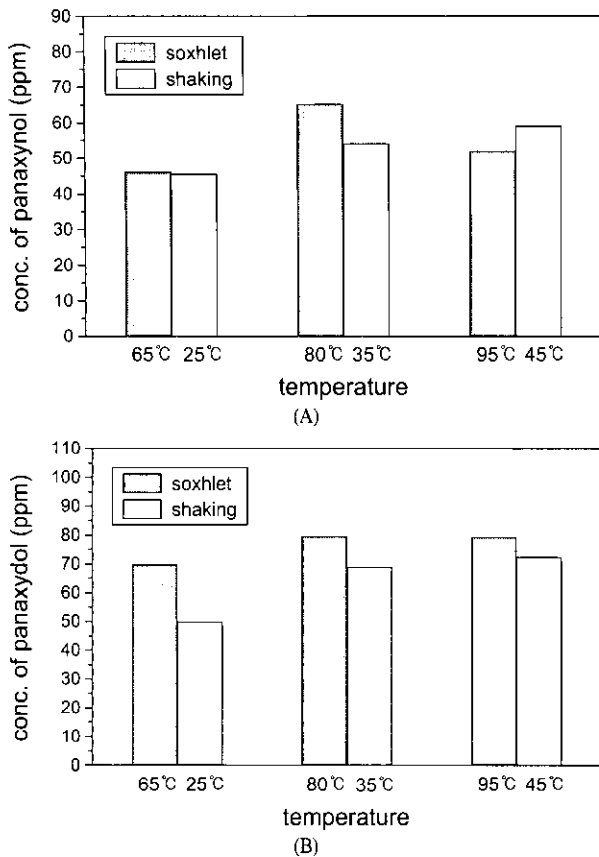 90
80
70
60
50
40
30
20
10
0
conc. of panaxynol (ppm)
soxhlet
shaking
65℃ 25℃ 80℃ 35℃ 95℃ 45℃
temperature
(A)
110
100
90
80
70
60
50
40
30
20
10
0
conc. of panaxydol (ppm)
soxhlet
shaking
65℃ 25℃ 80℃ 35℃ 95℃ 45℃
temperature
(B)